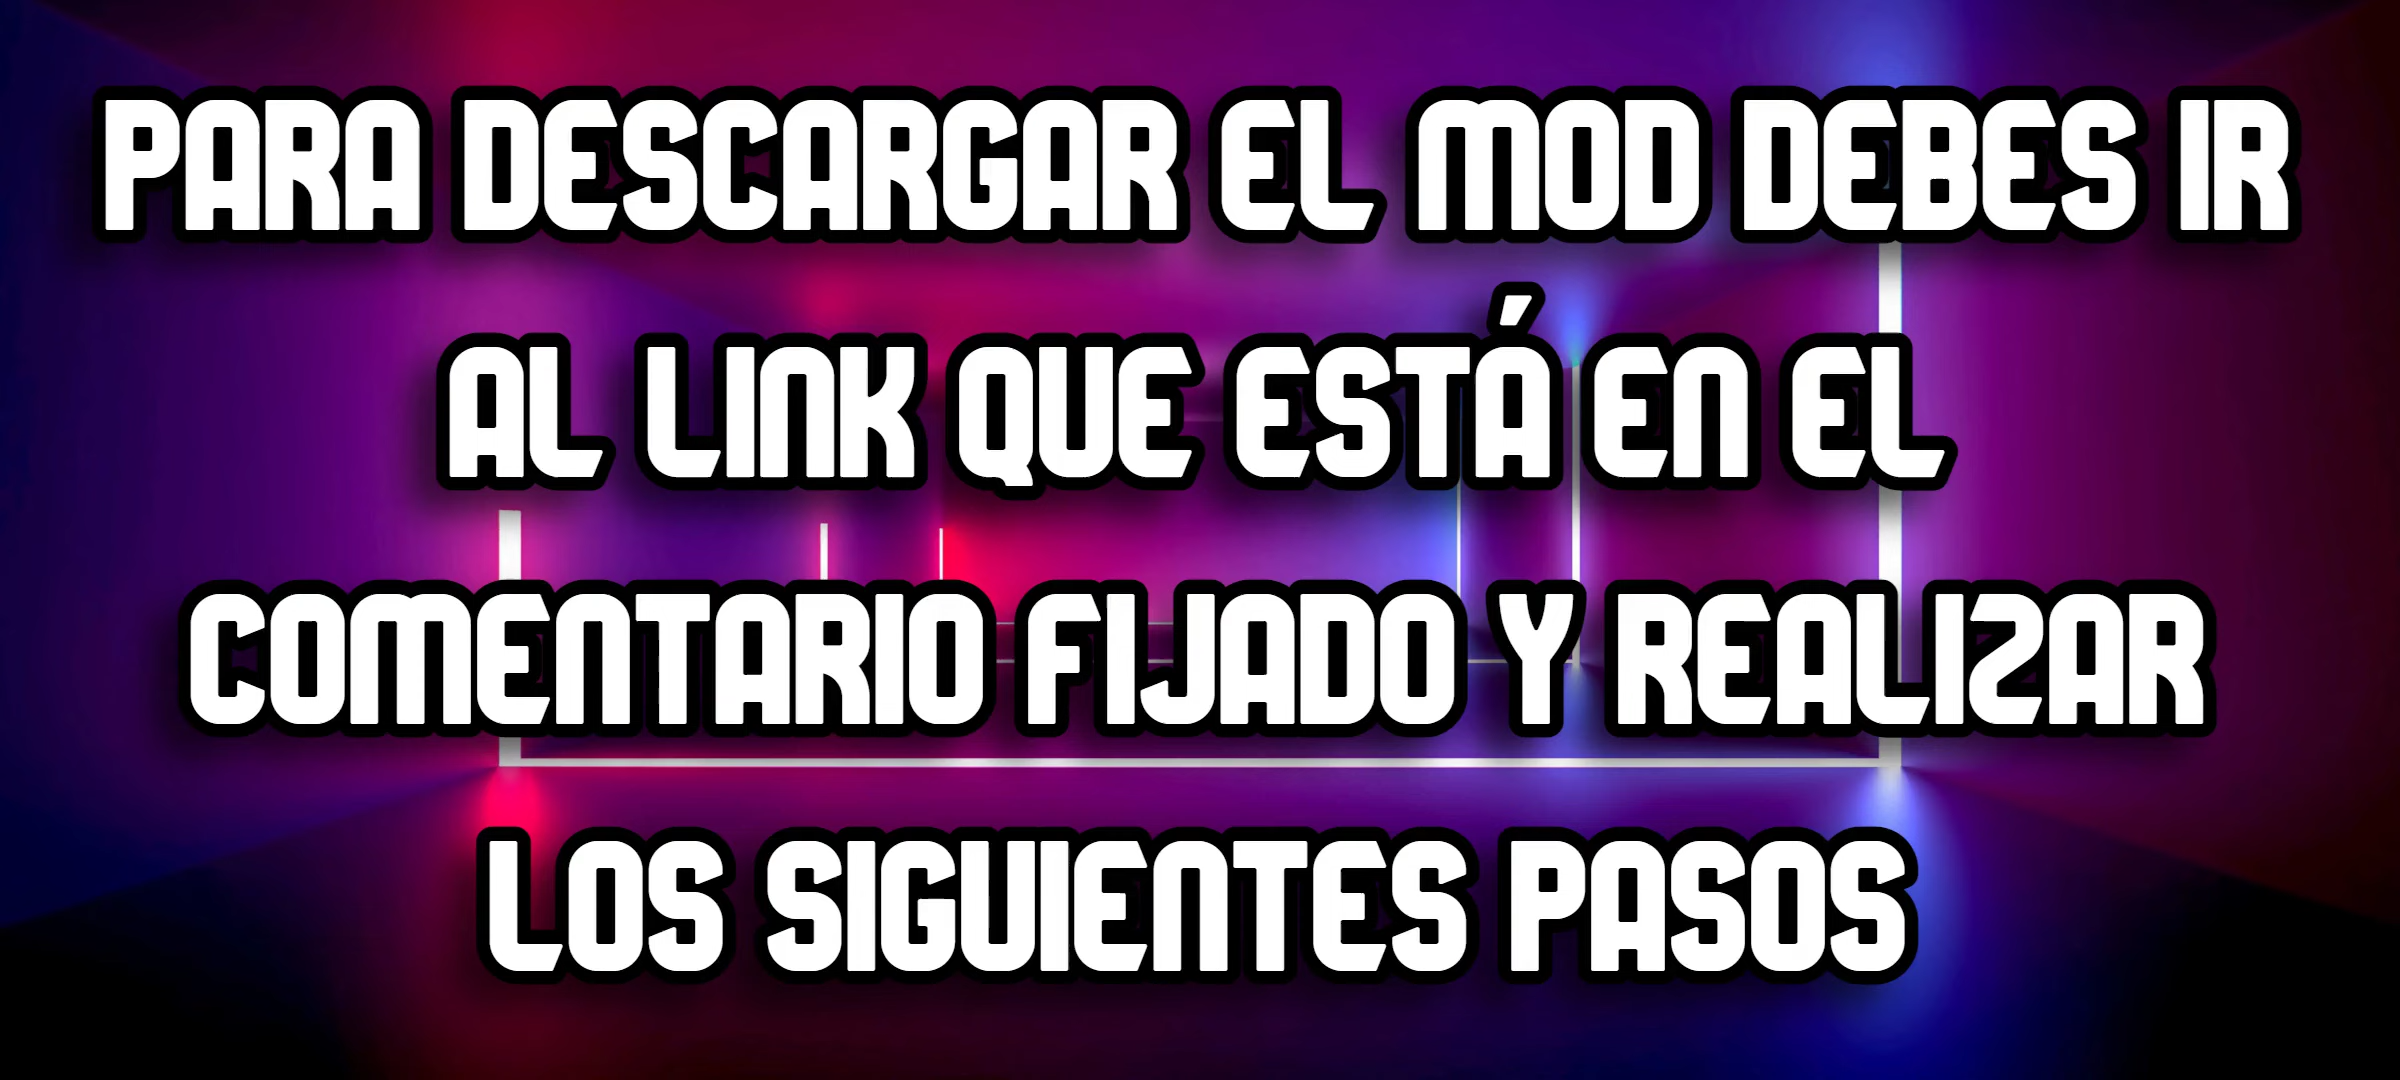 PARA DESCARGAR EL MOD DEBES IR
AL LINK QUE ESTÁ EN EL
COMENTARIO FIJADO Y REALIZAR
LOS SIGUIENTES PASOS